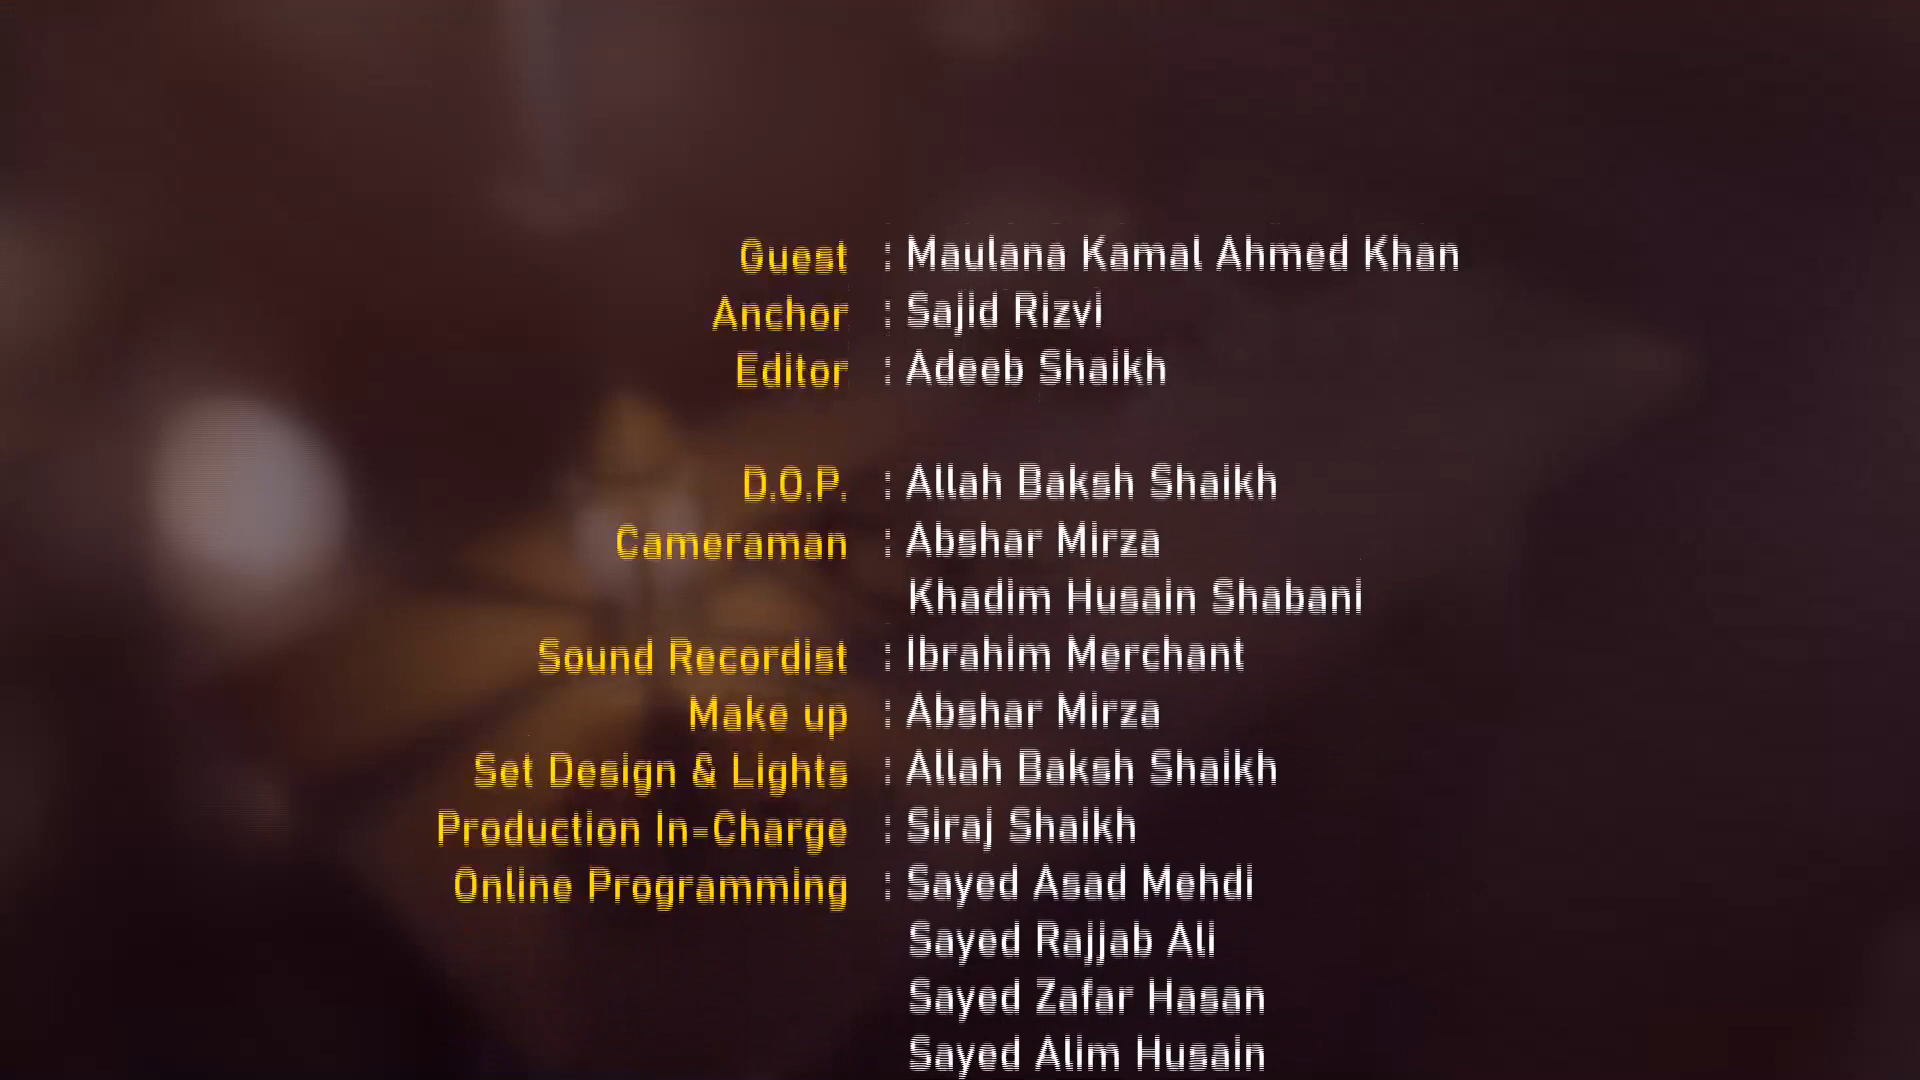 Guest : Maulana Kamal Ahmed Khan
Anchor : Sajid Rizvi
Editor : Adeeb Shaikh
D.O.P. : Allah Baksh Shaikh
Cameraman : Abshar Mirza
Khadim Husain Shabani
Sound Recordist : Ibrahim Merchant
Make up : Abshar Mirza
Set Design & Lights : Allah Baksh Shaikh
Production In-Charge : Siraj Shaikh
Online Programming : Sayed Asad Mehdi
Sayed Rajjab Ali
Sayed Zafar Hasan
Sayed Alim Husain